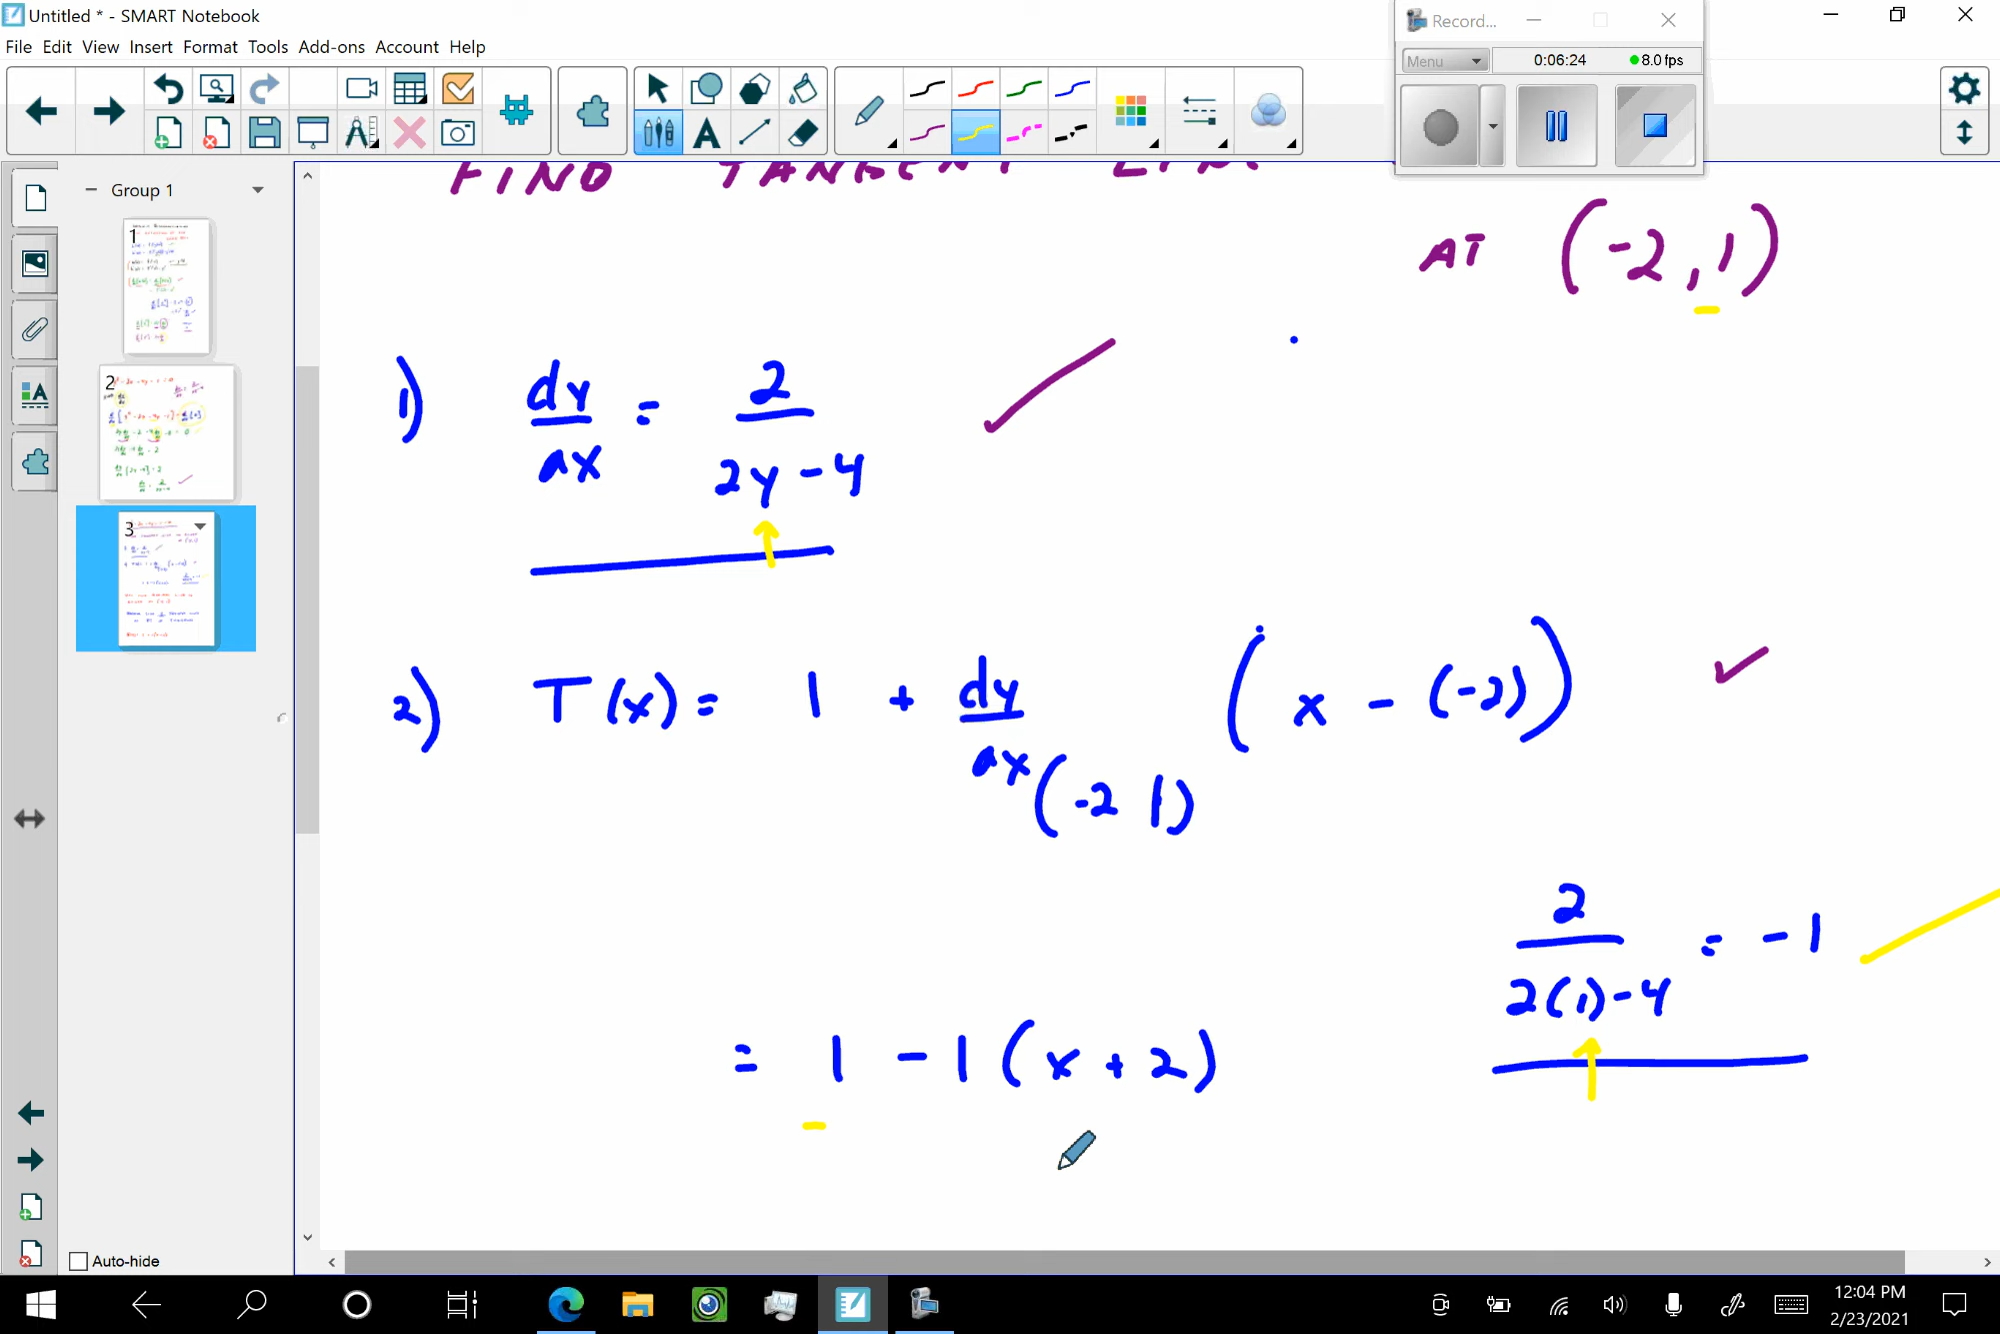 Untitled * - SMART Notebook
File Edit View Insert Format Tools Add-ons Account Help
Record...
Menu 0:06:24 8.0 fps
Group 1
1
2
3
FIND TANGENT LINE
AT (-2, 1)
1) dy/dx = 2/(2y-4)
2) T(x) = 1 + dy/dx (-2 1) (x - (-2))
2/(2(1)-4) = -1
= 1 - 1(x + 2)
Auto-hide
12:04 PM
2/23/2021